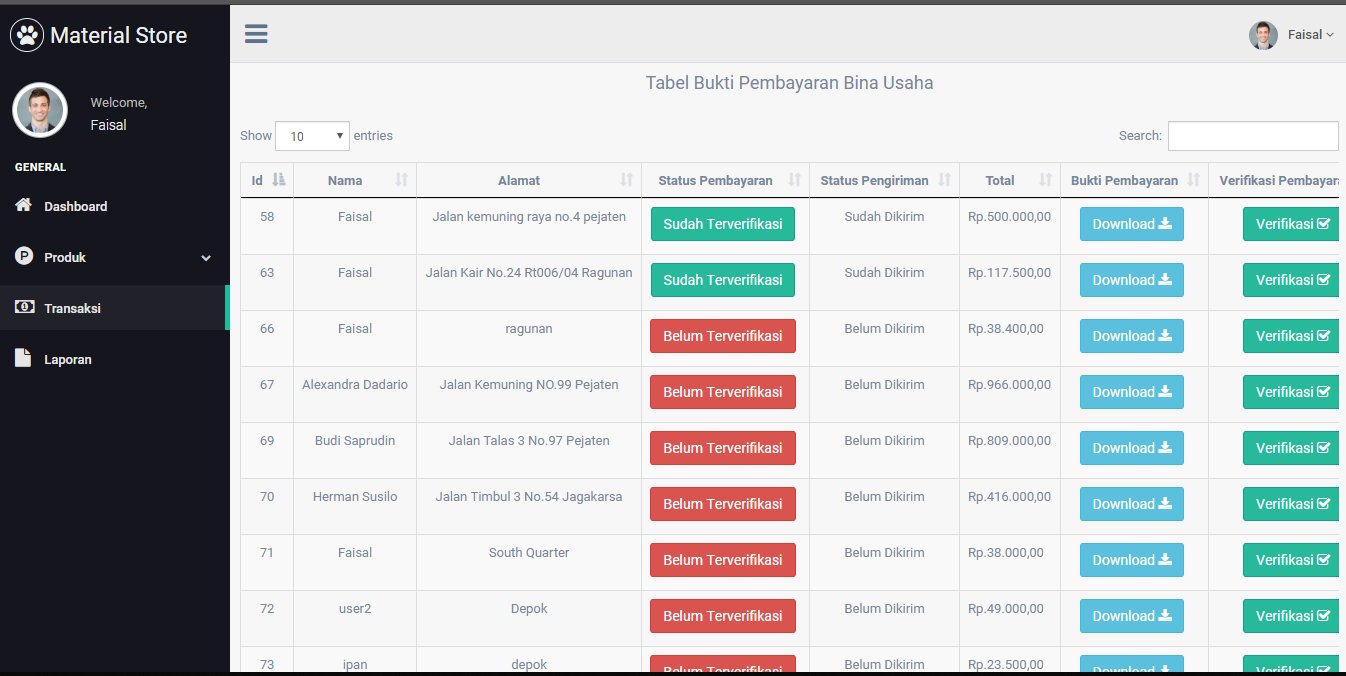 Material Store
Faisal
Welcome,
Faisal
GENERAL
Dashboard
Produk
Transaksi
Laporan
Tabel Bukti Pembayaran Bina Usaha
Show 10 entries Search:
Id Nama Alamat Status Pembayaran Status Pengiriman Total Bukti Pembayaran Verifikasi
58 Faisal Jalan kemuning raya no.4 pejaten Sudah Terverifikasi Sudah Dikirim Rp.500.000,00 Download Verifikasi
63 Faisal Jalan Kair No.24 Rt006/04 Ragunan Sudah Terverifikasi Sudah Dikirim Rp.117.500,00 Download Verifikasi
66 Faisal ragunan Belum Terverifikasi Belum Dikirim Rp.38.400,00 Download Verifikasi
67 Alexandra Dadario Jalan Kemuning NO.99 Pejaten Belum Terverifikasi Belum Dikirim Rp.966.000,00 Download Verifikasi
69 Budi Saprudin Jalan Talas 3 No.97 Pejaten Belum Terverifikasi Belum Dikirim Rp.809.000,00 Download Verifikasi
70 Herman Susilo Jalan Timbul 3 No.54 Jagakarsa Belum Terverifikasi Belum Dikirim Rp.416.000,00 Download Verifikasi
71 Faisal South Quarter Belum Terverifikasi Belum Dikirim Rp.38.000,00 Download Verifikasi
72 user2 Depok Belum Terverifikasi Belum Dikirim Rp.49.000,00 Download Verifikasi
73 ipan depok Belum Terverifikasi Belum Dikirim Rp.23.500,00 Download Verifikasi